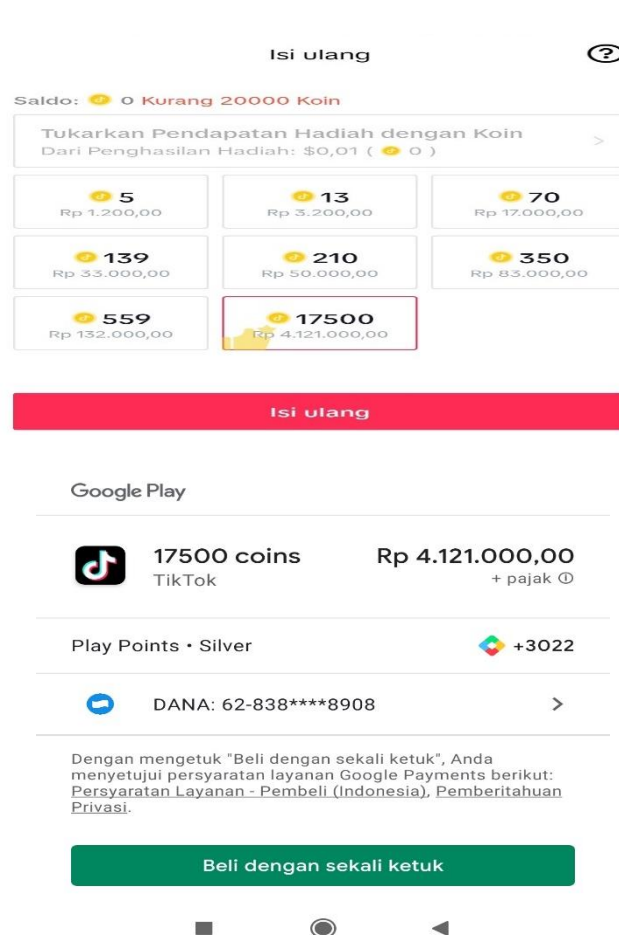 Isi ulang
Saldo: 0 Kurang 20000 Koin
Tukarkan Pendapatan Hadiah dengan Koin
Dari Penghasilan Hadiah: $0,01 ( 0 )
5 13 70
Rp 1.200,00 Rp 3.200,00 Rp 17.000,00
139 210 350
Rp 33.000,00 Rp 50.000,00 Rp 83.000,00
559 17500
Rp 132.000,00 Rp 4.121.000,00
Isi ulang
Google Play
17500 coins Rp 4.121.000,00
TikTok + pajak
Play Points • Silver +3022
DANA: 62-838****8908
Dengan mengetuk "Beli dengan sekali ketuk", Anda
menyetujui persyaratan layanan Google Payments berikut:
Persyaratan Layanan - Pembeli (Indonesia), Pemberitahuan
Privasi.
Beli dengan sekali ketuk